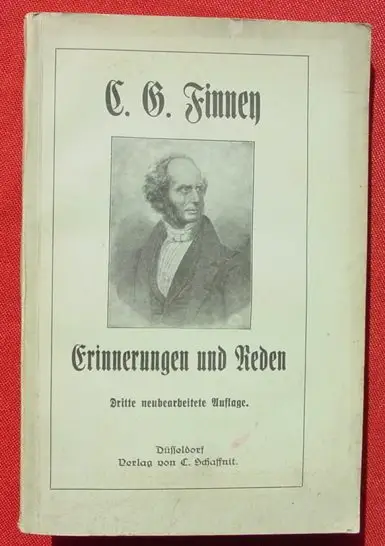 C. G. Finney
Erinnerungen und Reden
Dritte neubearbeitete Auflage.
Düsseldorf
Verlag von C. Schaffnit.